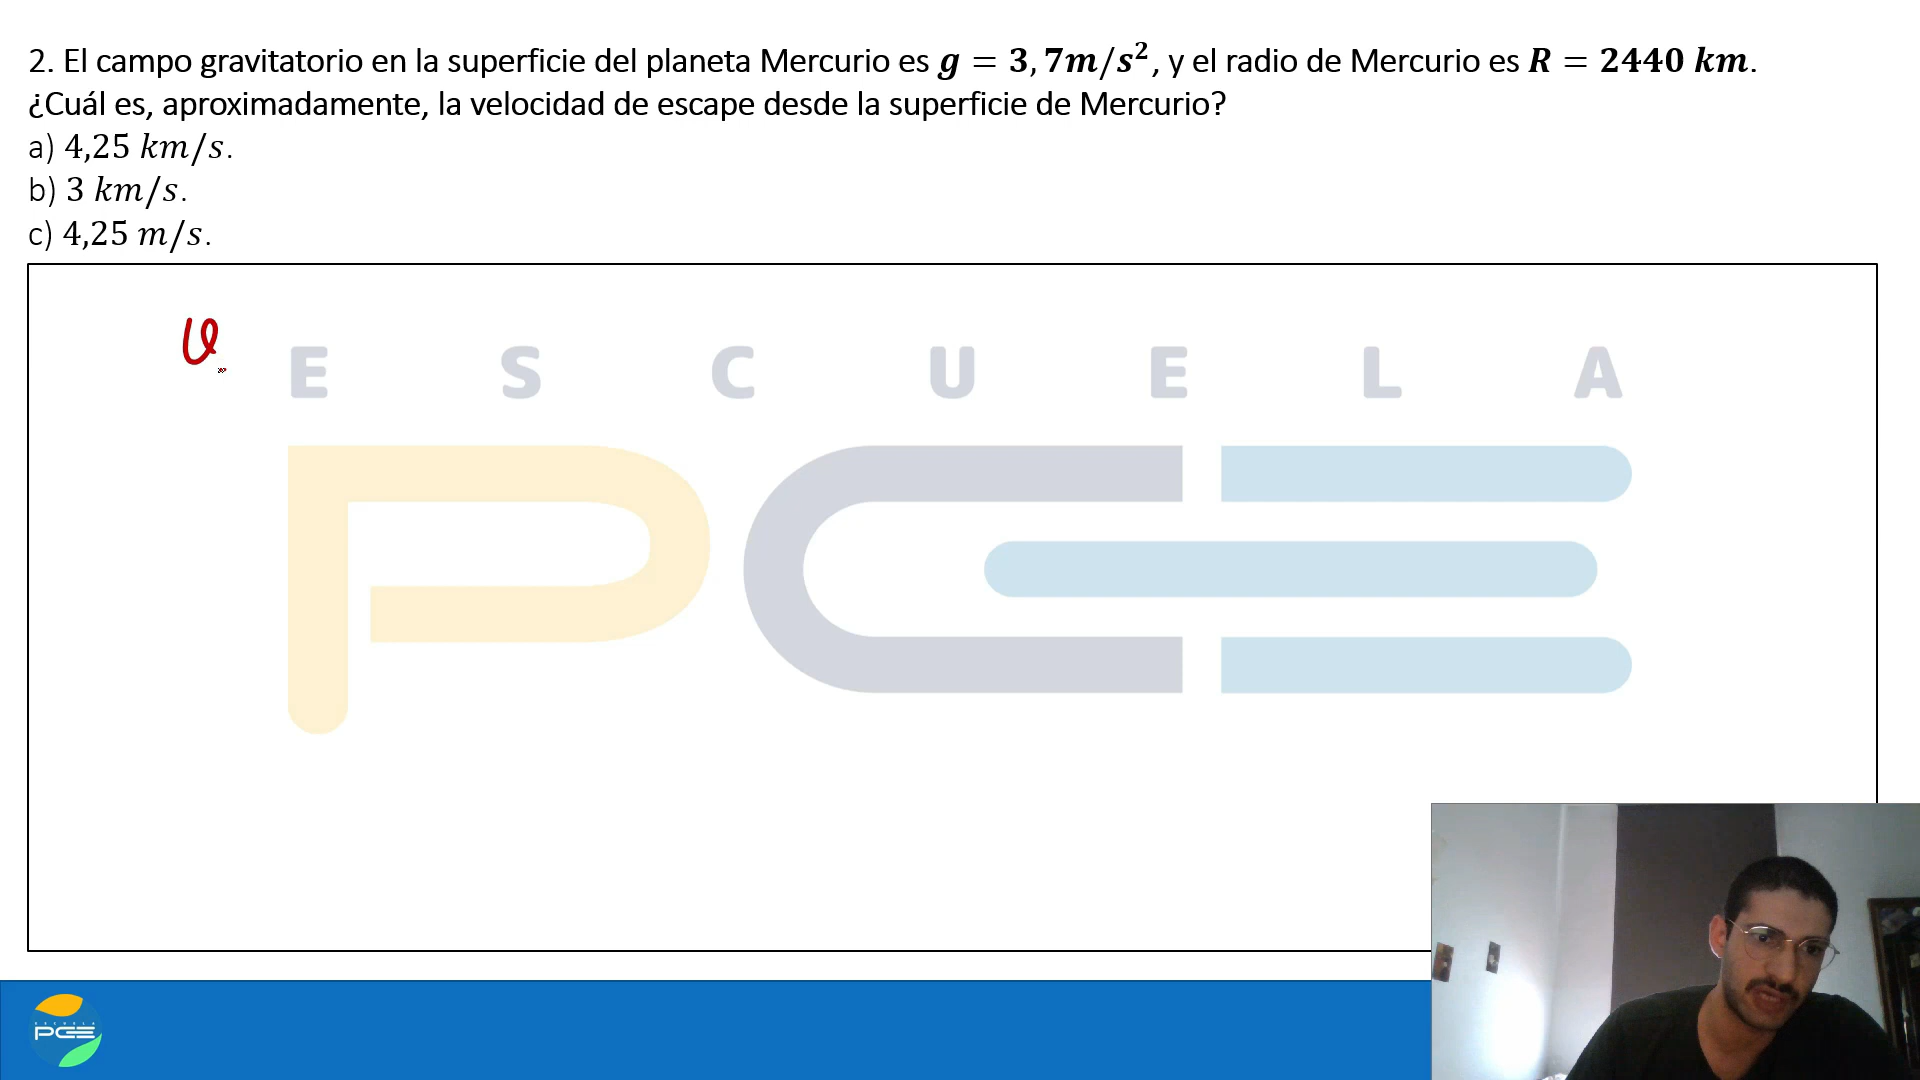 2. El campo gravitatorio en la superficie del planeta Mercurio es g = 3,7m/s², y el radio de Mercurio es R = 2440 km.
¿Cuál es, aproximadamente, la velocidad de escape desde la superficie de Mercurio?
a) 4,25 km/s.
b) 3 km/s.
c) 4,25 m/s.
v
ESCUELA
PCE
ESCUELA
PCE